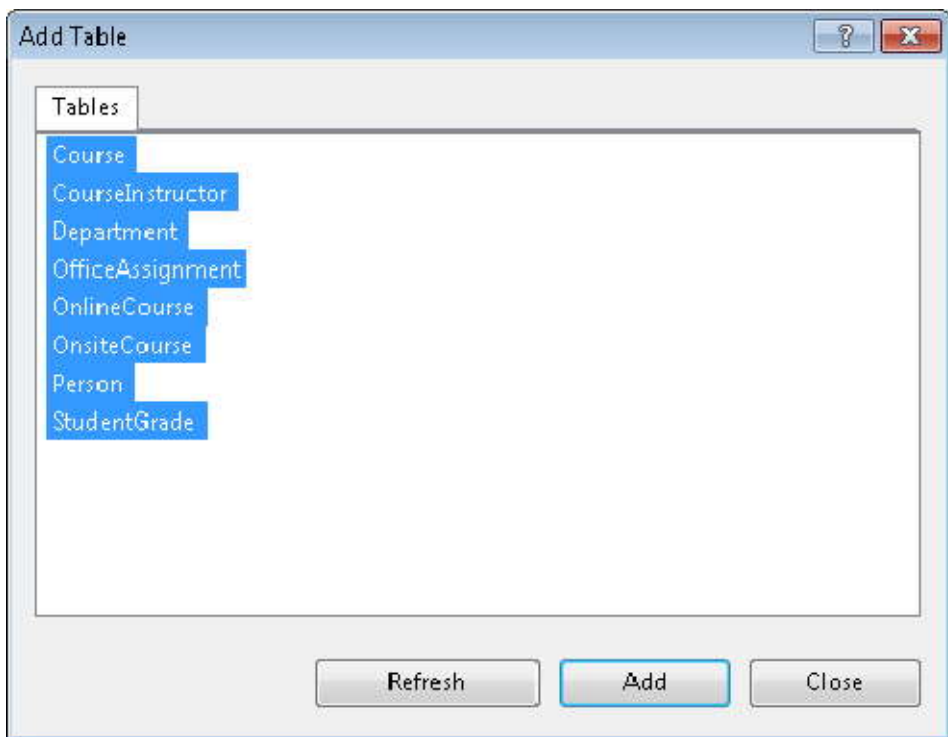 Add Table
Tables
Course
CourseInstructor
Department
OfficeAssignment
OnlineCourse
OnsiteCourse
Person
StudentGrade
Refresh Add Close